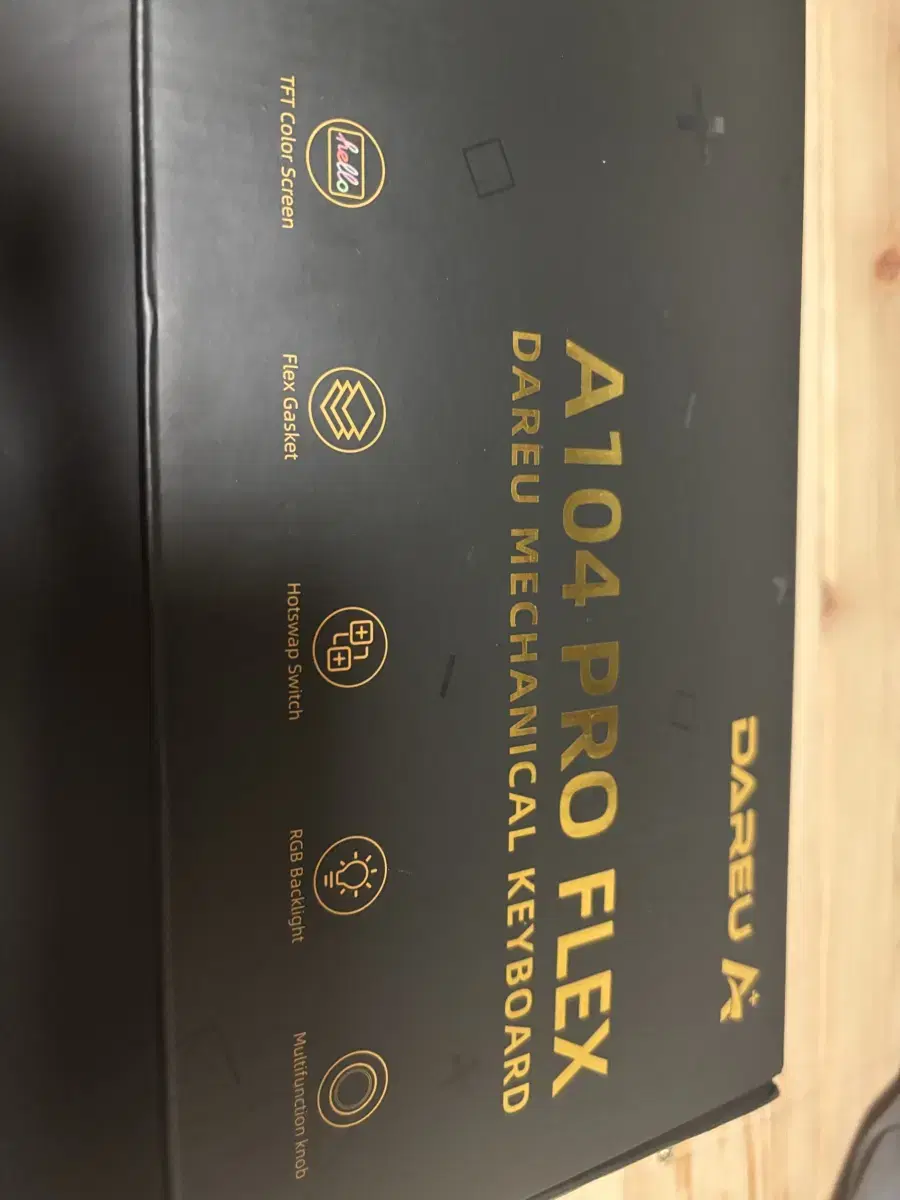 DAREU A+
A104 PRO FLEX
DAREU MECHANICAL KEYBOARD
hello
TFT Color Screen
Flex Gasket
Hotswap Switch
RGB Backlight
Multifunction knob